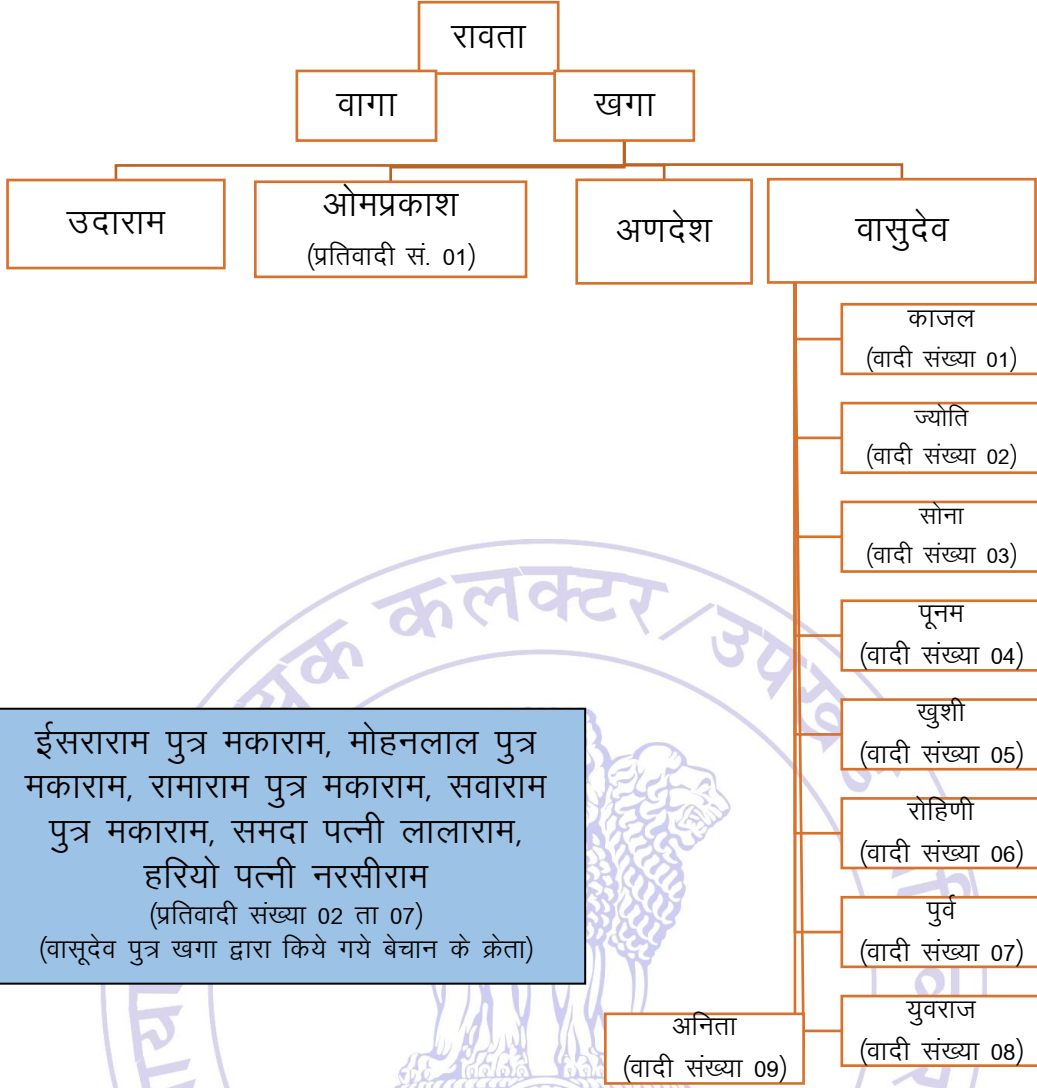 रावता
वागा
खगा
उदाराम
ओमप्रकाश
(प्रतिवादी सं. 01)
अणदेश
वासुदेव
काजल
(वादी संख्या 01)
ज्योति
(वादी संख्या 02)
सोना
(वादी संख्या 03)
पूनम
(वादी संख्या 04)
खुशी
(वादी संख्या 05)
रोहिणी
(वादी संख्या 06)
पुर्व
(वादी संख्या 07)
युवराज
(वादी संख्या 08)
अनिता
(वादी संख्या 09)
ईसराराम पुत्र मकाराम, मोहनलाल पुत्र
मकाराम, रामाराम पुत्र मकाराम, सवाराम
पुत्र मकाराम, समदा पत्नी लालाराम,
हरियो पत्नी नरसीराम
(प्रतिवादी संख्या 02 ता 07)
(वासूदेव पुत्र खगा द्वारा किये गये बेचान के क्रेता)
कलक्टर/